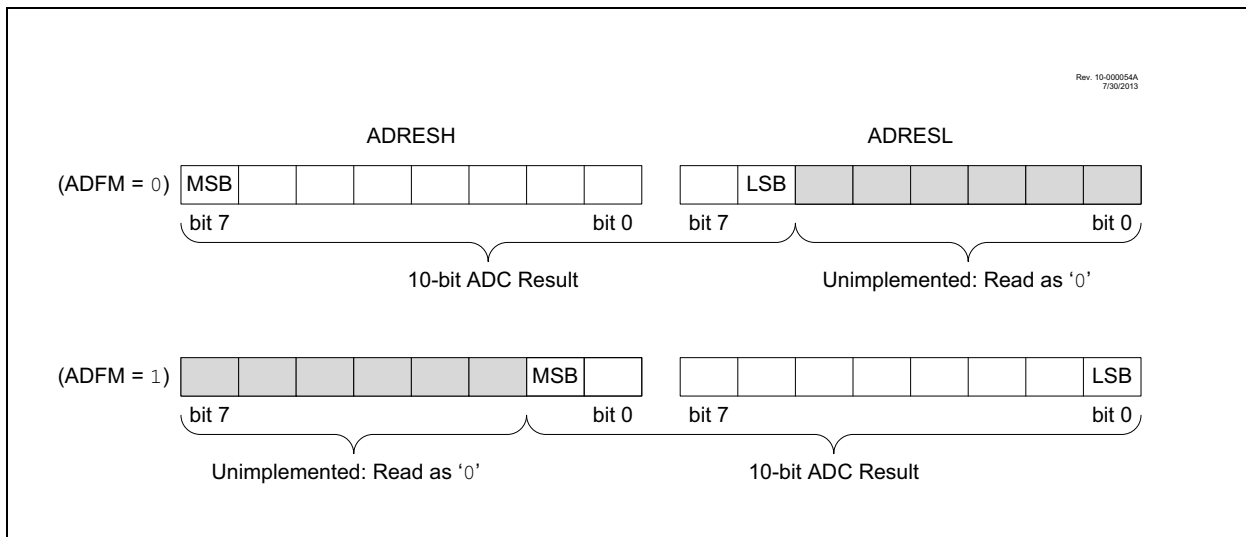 Rev. 10-000054A
7/30/2013
ADRESH ADRESL
(ADFM = 0) MSB LSB
bit 7 bit 0 bit 7 bit 0
10-bit ADC Result Unimplemented: Read as ‘0’
(ADFM = 1) MSB LSB
bit 7 bit 0 bit 7 bit 0
Unimplemented: Read as ‘0’ 10-bit ADC Result